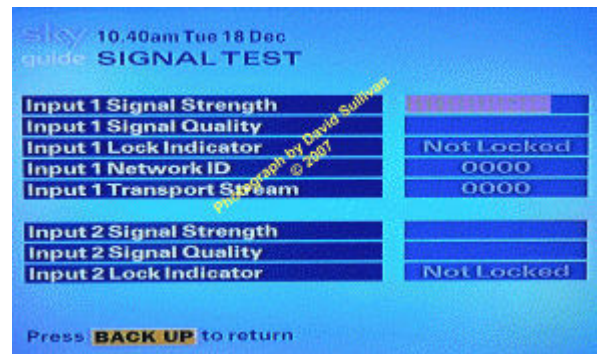 sky 10.40am Tue 18 Dec
guide SIGNAL TEST
Input 1 Signal Strength
Input 1 Signal Quality
Input 1 Lock Indicator Not Locked
Input 1 Network ID 0000
Input 1 Transport Stream 0000
Input 2 Signal Strength
Input 2 Signal Quality
Input 2 Lock Indicator Not Locked
Press BACK UP to return
Photograph by David Sullivan
© 2007